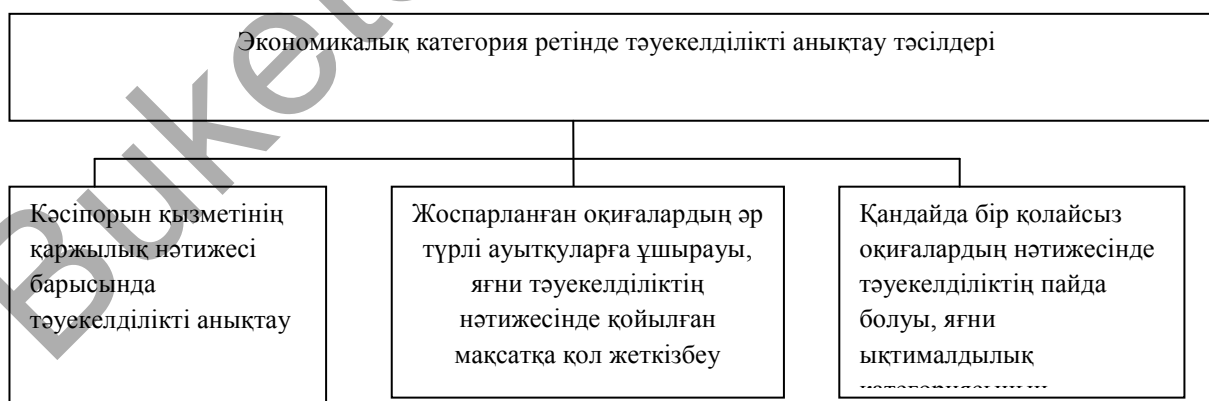 Экономикалық категория ретінде тәуекелділікті анықтау тәсілдері
Кәсіпорын қызметінің
қаржылық нәтижесі
барысында
тәуекелділікті анықтау
Жоспарланған оқиғалардың әр
түрлі ауытқуларға ұшырауы,
яғни тәуекелділіктің
нәтижесінде қойылған
мақсатқа қол жеткізбеу
Қандайда бір қолайсыз
оқиғалардың нәтижесінде
тәуекелділіктің пайда
болуы, яғни
ықтималдылық